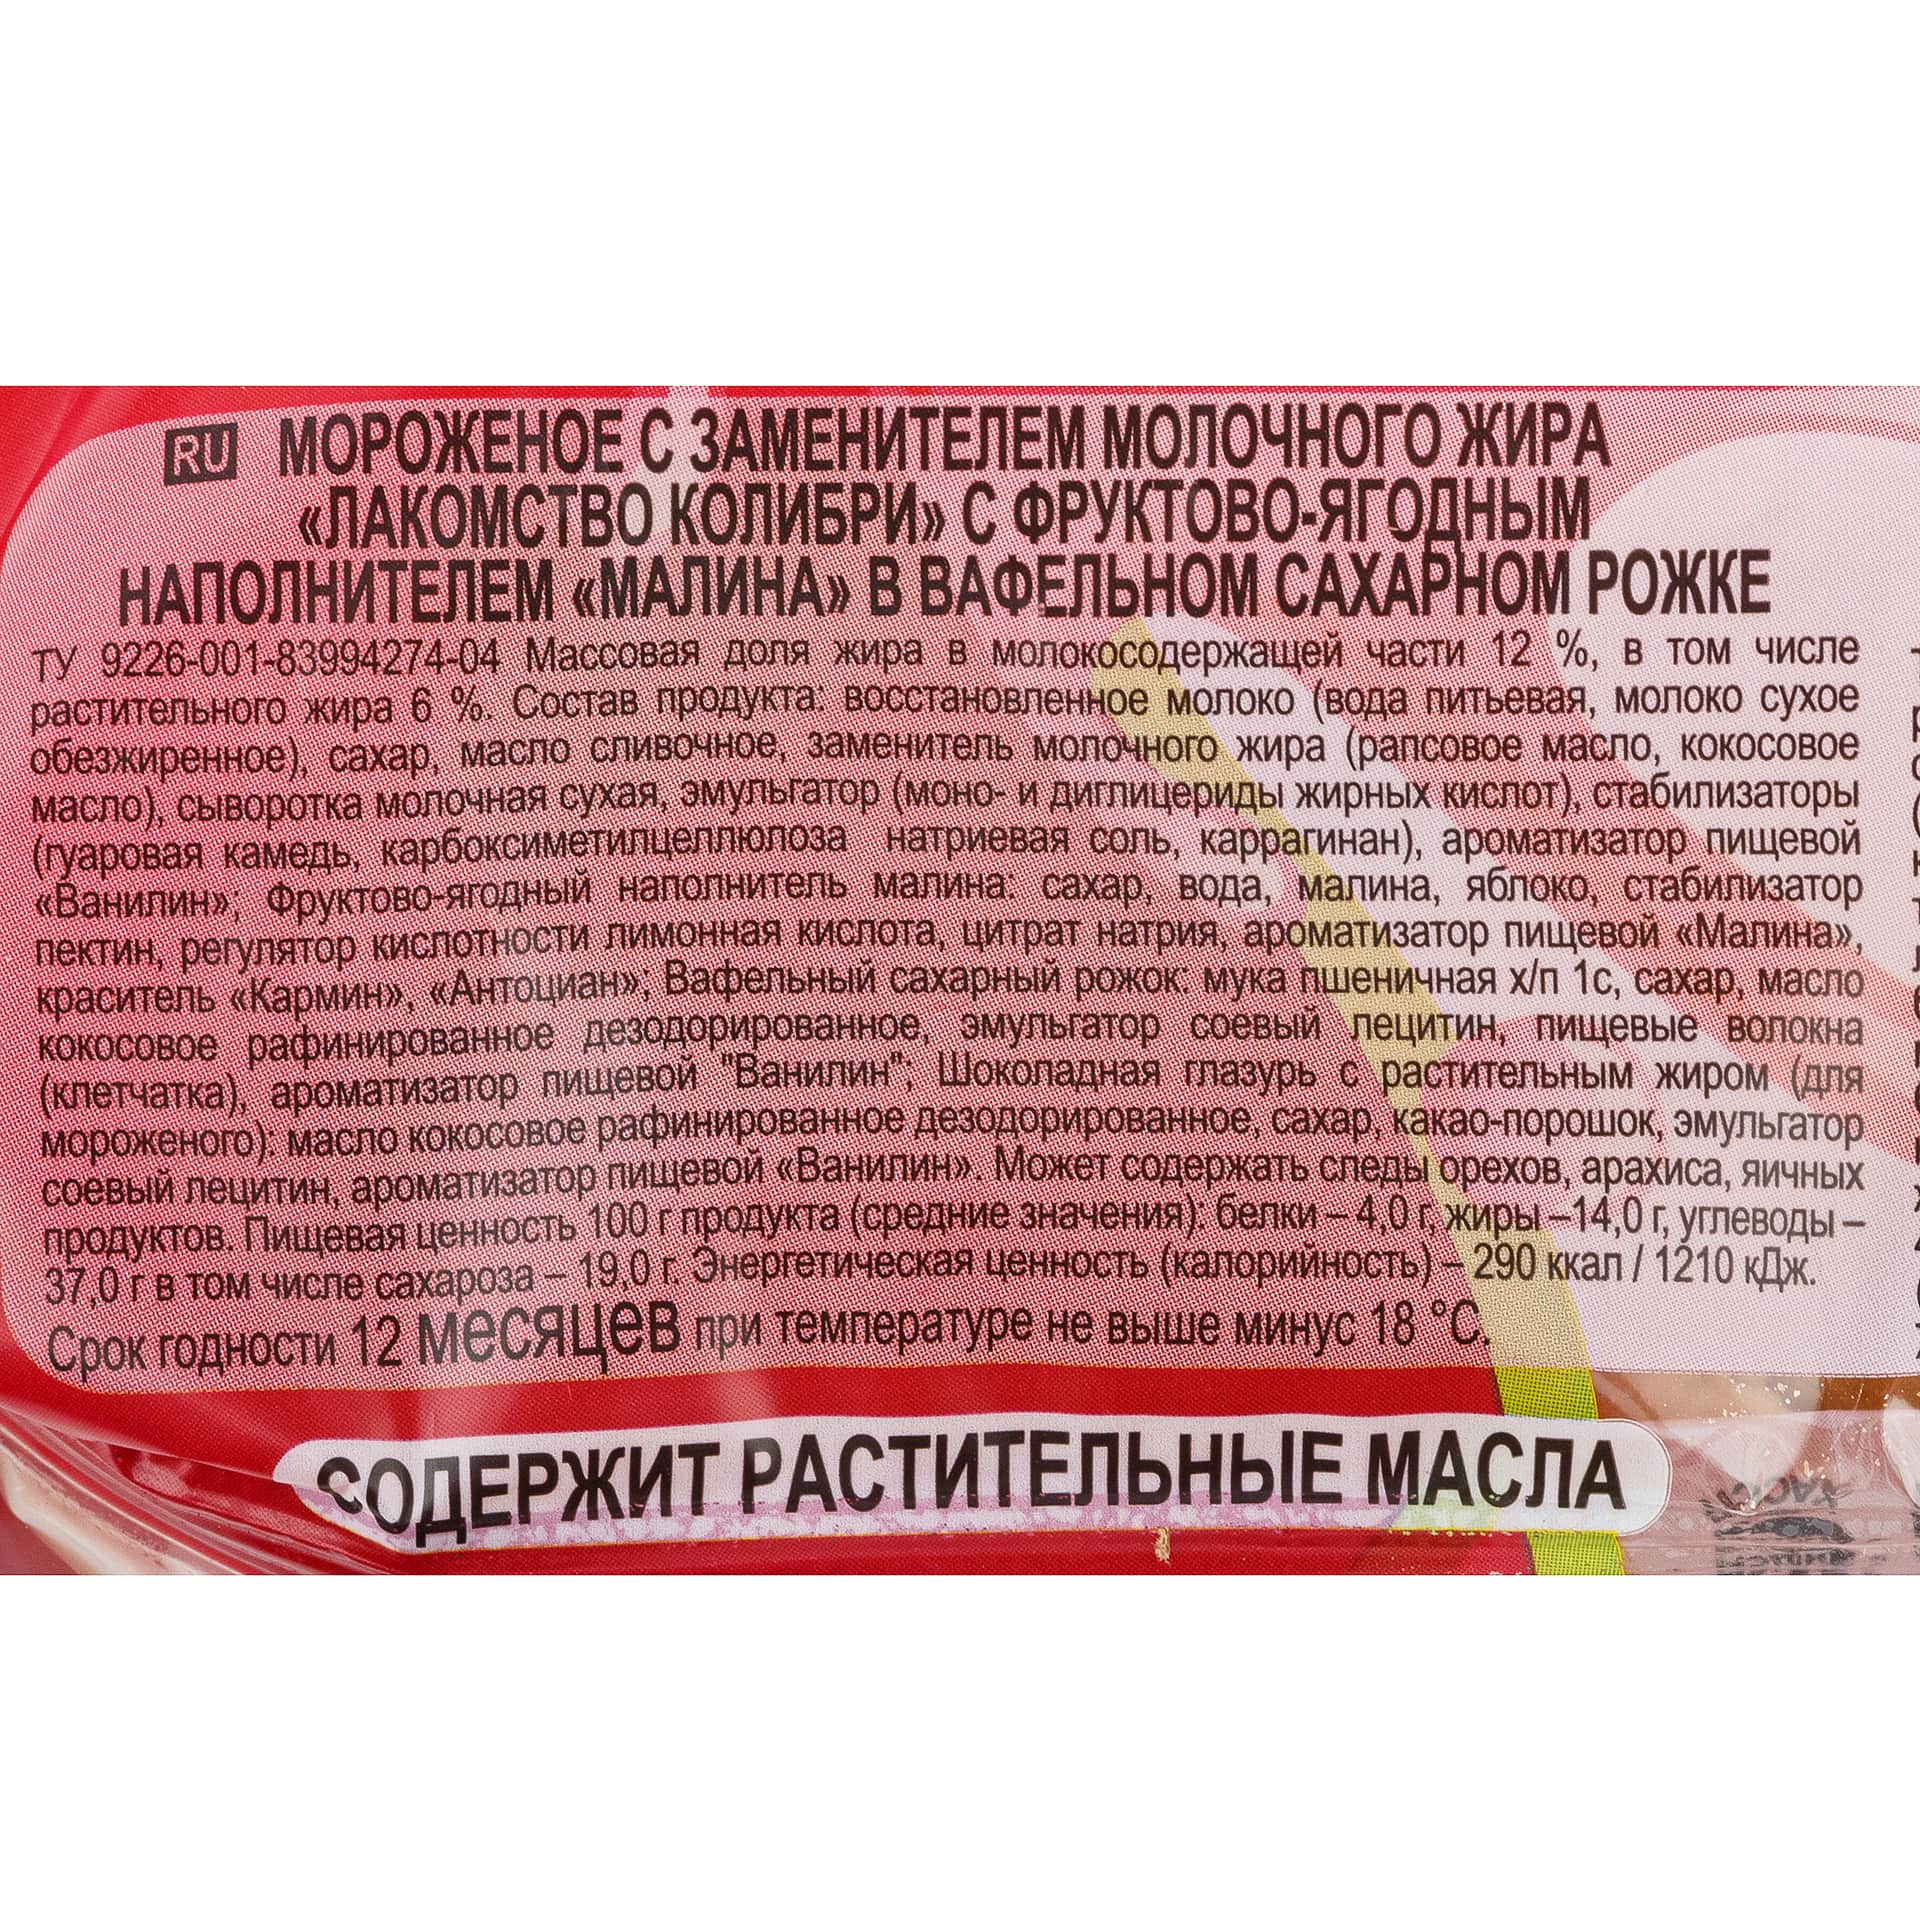 RU МОРОЖЕНОЕ С ЗАМЕНИТЕЛЕМ МОЛОЧНОГО ЖИРА
«ЛАКОМСТВО КОЛИБРИ» С ФРУКТОВО-ЯГОДНЫМ
НАПОЛНИТЕЛЕМ «МАЛИНА» В ВАФЕЛЬНОМ САХАРНОМ РОЖКЕ
ТУ 9226-001-83994274-04 Массовая доля жира в молокосодержащей части 12 %, в том числе
растительного жира 6 %. Состав продукта: восстановленное молоко (вода питьевая, молоко сухое
обезжиренное), сахар, масло сливочное, заменитель молочного жира (рапсовое масло, кокосовое
масло), сыворотка молочная сухая, эмульгатор (моно- и диглицериды жирных кислот), стабилизаторы
(гуаровая камедь, карбоксиметилцеллюлоза натриевая соль, каррагинан), ароматизатор пищевой
«Ванилин»; Фруктово-ягодный наполнитель малина: сахар, вода, малина, яблоко, стабилизатор
пектин, регулятор кислотности лимонная кислота, цитрат натрия, ароматизатор пищевой «Малина»,
краситель «Кармин», «Антоциан»; Вафельный сахарный рожок: мука пшеничная х/п 1с, сахар, масло
кокосовое рафинированное дезодорированное, эмульгатор соевый лецитин, пищевые волокна
(клетчатка), ароматизатор пищевой "Ванилин"; Шоколадная глазурь с растительным жиром (для
мороженого): масло кокосовое рафинированное дезодорированное, сахар, какао-порошок, эмульгатор
соевый лецитин, ароматизатор пищевой «Ванилин». Может содержать следы орехов, арахиса, яичных
продуктов. Пищевая ценность 100 г продукта (средние значения): белки – 4,0 г, жиры –14,0 г, углеводы –
37,0 г в том числе сахароза – 19,0 г. Энергетическая ценность (калорийность) – 290 ккал / 1210 кДж.
Срок годности 12 месяцев при температуре не выше минус 18 °С.
СОДЕРЖИТ РАСТИТЕЛЬНЫЕ МАСЛА